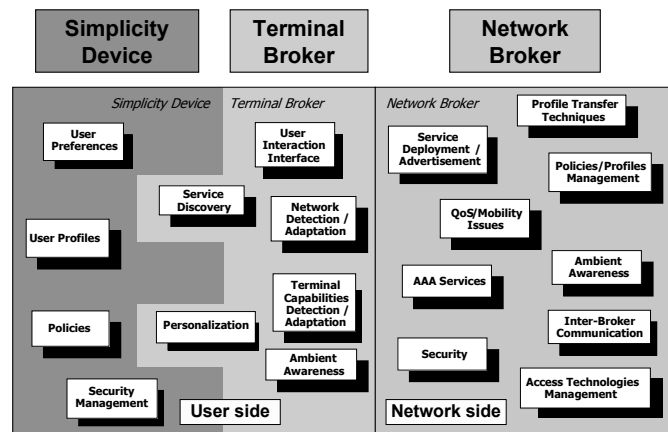 Simplicity
Device
Terminal
Broker
Network
Broker
Simplicity Device
Terminal Broker
Network Broker
User
Preferences
Service
Discovery
User Profiles
Policies
Personalization
Security
Management
User
Interaction
Interface
Network
Detection /
Adaptation
Terminal
Capabilities
Detection /
Adaptation
Ambient
Awareness
User side
Profile Transfer
Techniques
Service
Deployment /
Advertisement
Policies/Profiles
Management
QoS/Mobility
Issues
AAA Services
Ambient
Awareness
Inter-Broker
Communication
Security
Access Technologies
Management
Network side